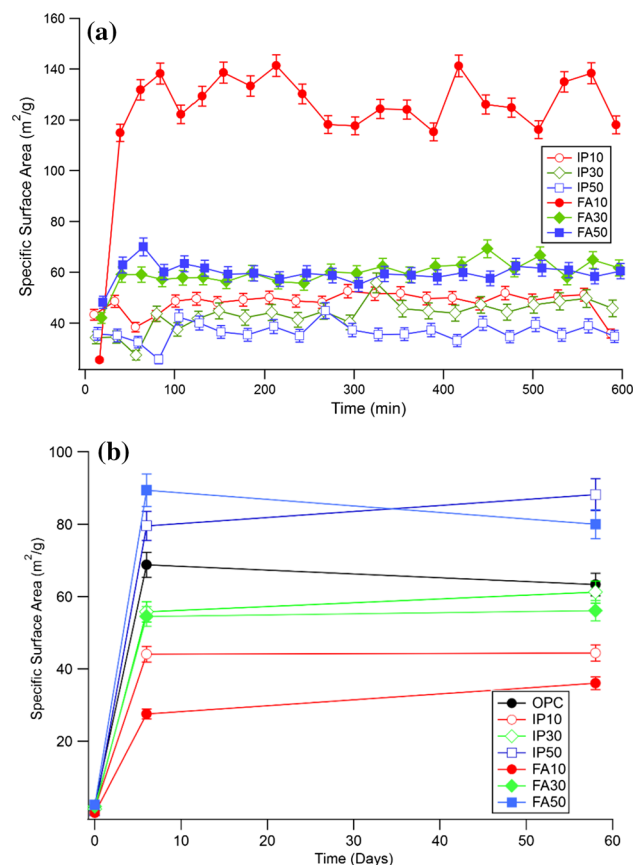 (a)
160
140
120
100
80
60
40
Specific Surface Area (m²/g)
IP10
IP30
IP50
FA10
FA30
FA50
0
100
200
300
400
500
600
Time (min)
(b)
100
80
60
40
20
Specific Surface Area (m²/g)
OPC
IP10
IP30
IP50
FA10
FA30
FA50
0
10
20
30
40
50
60
Time (Days)